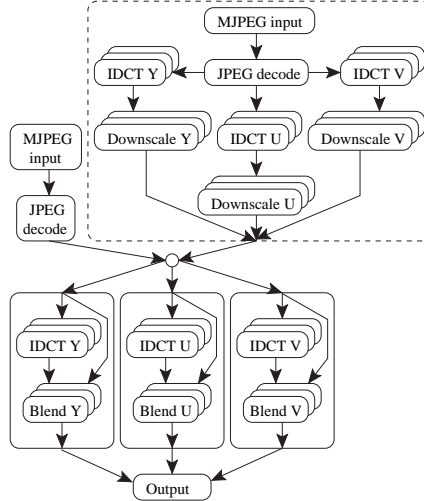 MJPEG input
IDCT Y
JPEG decode
IDCT V
Downscale Y
IDCT U
Downscale V
MJPEG
input
Downscale U
JPEG
decode
IDCT Y
IDCT U
IDCT V
Blend Y
Blend U
Blend V
Output